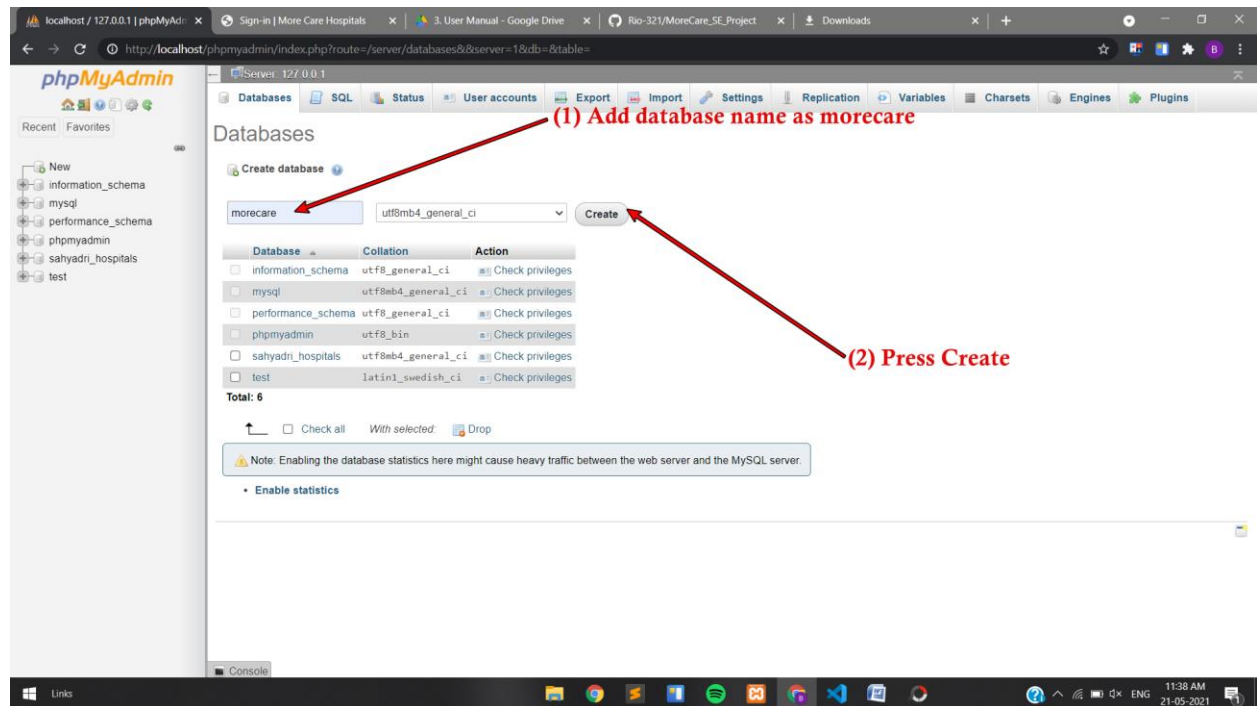 localhost / 127.0.0.1 | phpMyAdm
Sign-in | More Care Hospitals
3. User Manual - Google Drive
Rio-321/MoreCare_SE_Project
Downloads
http://localhost/phpmyadmin/index.php?route=/server/databases&&server=1&db=&table=
B
phpMyAdmin
Recent Favorites
New
information_schema
mysql
performance_schema
phpmyadmin
sahyadri_hospitals
test
Server: 127.0.0.1
Databases SQL Status User accounts Export Import Settings Replication Variables Charsets Engines Plugins
(1) Add database name as morecare
Databases
Create database
morecare utf8mb4_general_ci Create
Database Collation Action
information_schema utf8_general_ci Check privileges
mysql utf8mb4_general_ci Check privileges
performance_schema utf8_general_ci Check privileges
phpmyadmin utf8_bin Check privileges
sahyadri_hospitals utf8mb4_general_ci Check privileges
test latin1_swedish_ci Check privileges
(2) Press Create
Total: 6
Check all With selected: Drop
Note: Enabling the database statistics here might cause heavy traffic between the web server and the MySQL server.
• Enable statistics
Console
Links
ENG
11:38 AM
21-05-2021